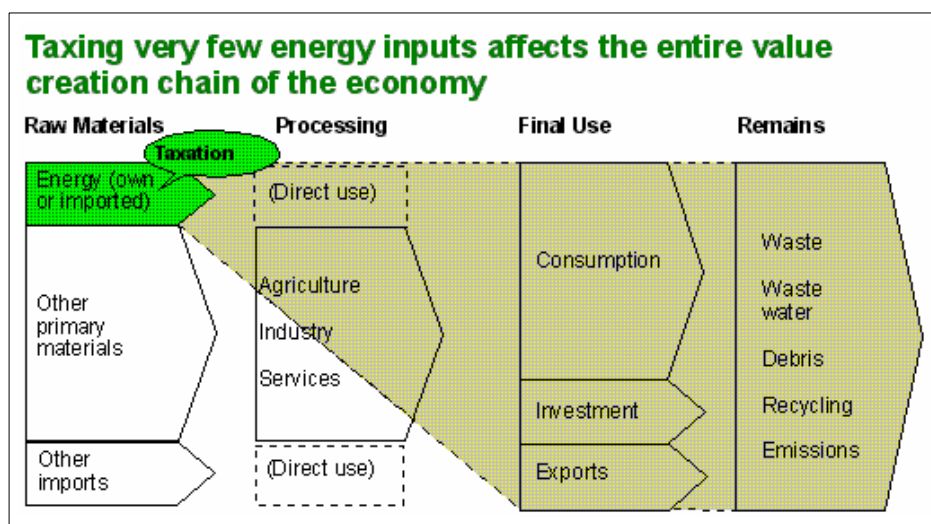 Taxing very few energy inputs affects the entire value
creation chain of the economy
Raw Materials
Processing
Final Use
Remains
Taxation
Energy (own
or imported)
Other
primary
materials
Other
imports
(Direct use)
Agriculture
Industry
Services
(Direct use)
Consumption
Investment
Exports
Waste
Waste
water
Debris
Recycling
Emissions